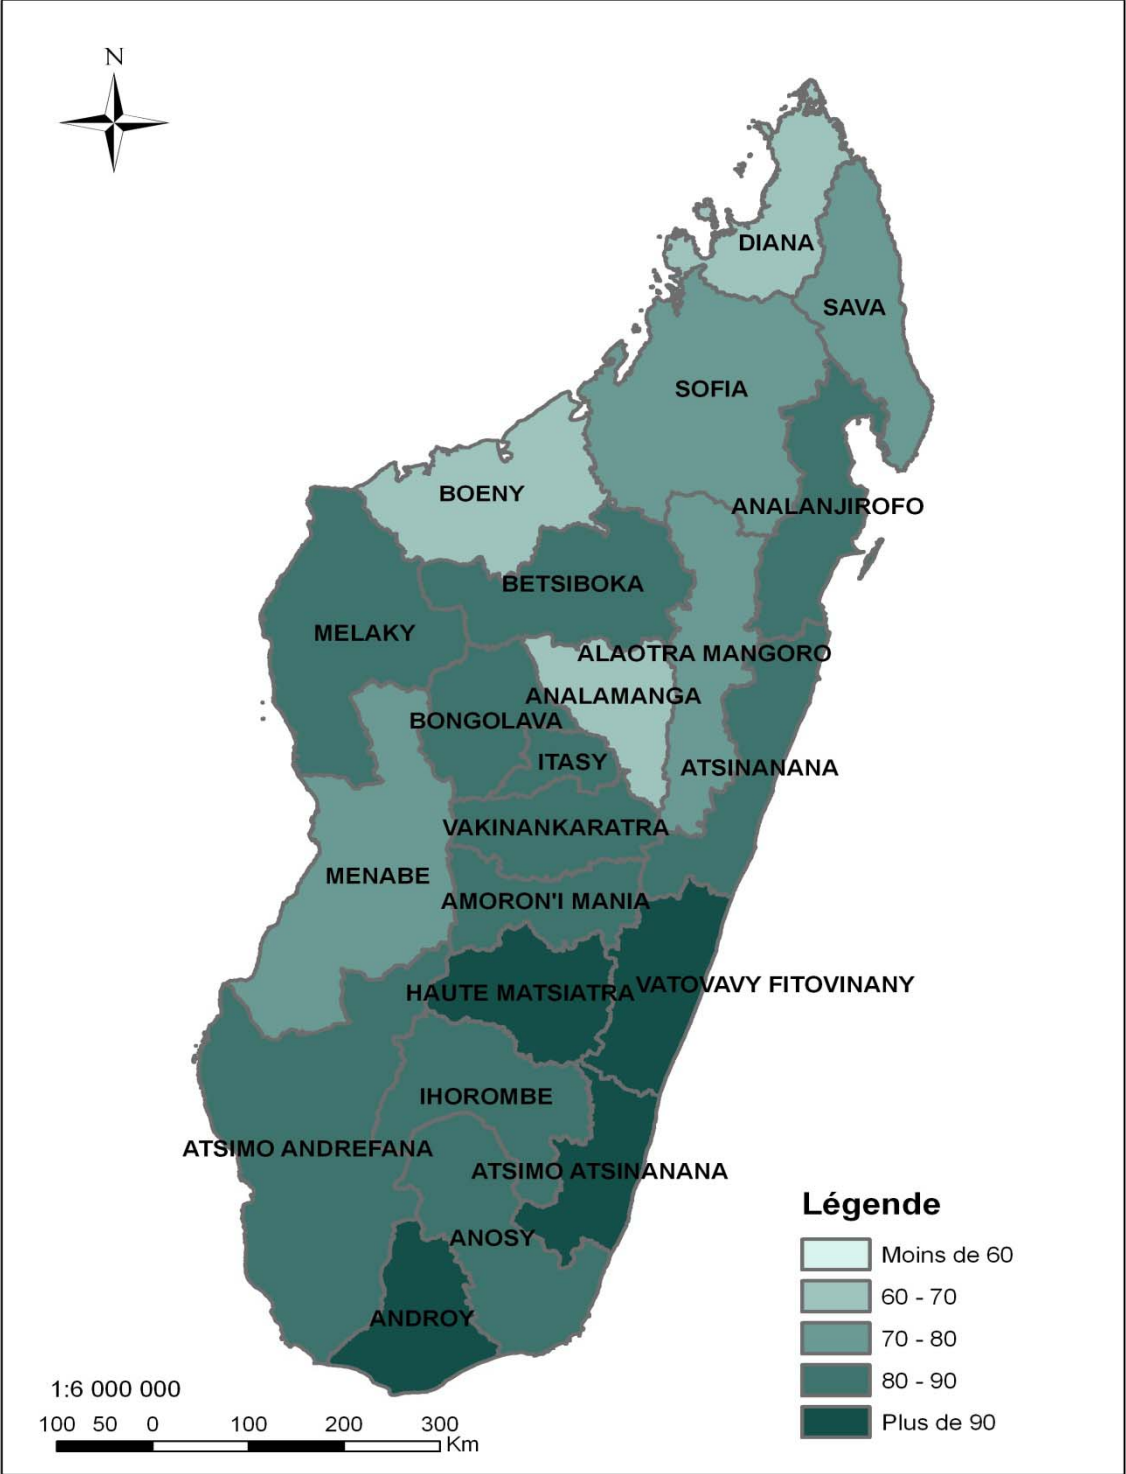 N
DIANA
SAVA
SOFIA
BOENY
ANALANJIROFO
BETSIBOKA
MELAKY
ALAOTRA MANGORO
ANALAMANGA
BONGOLAVA
ITASY
ATSINANANA
VAKINANKARATRA
MENABE
AMORON'I MANIA
VATOVAVY FITOVINANY
HAUTE MATSIATRA
IHOROMBE
ATSIMO ANDREFANA
ATSIMO ATSINANANA
ANOSY
ANDROY
Légende
Moins de 60
60 - 70
70 - 80
80 - 90
Plus de 90
1:6 000 000
100 50 0 100 200 300
Km